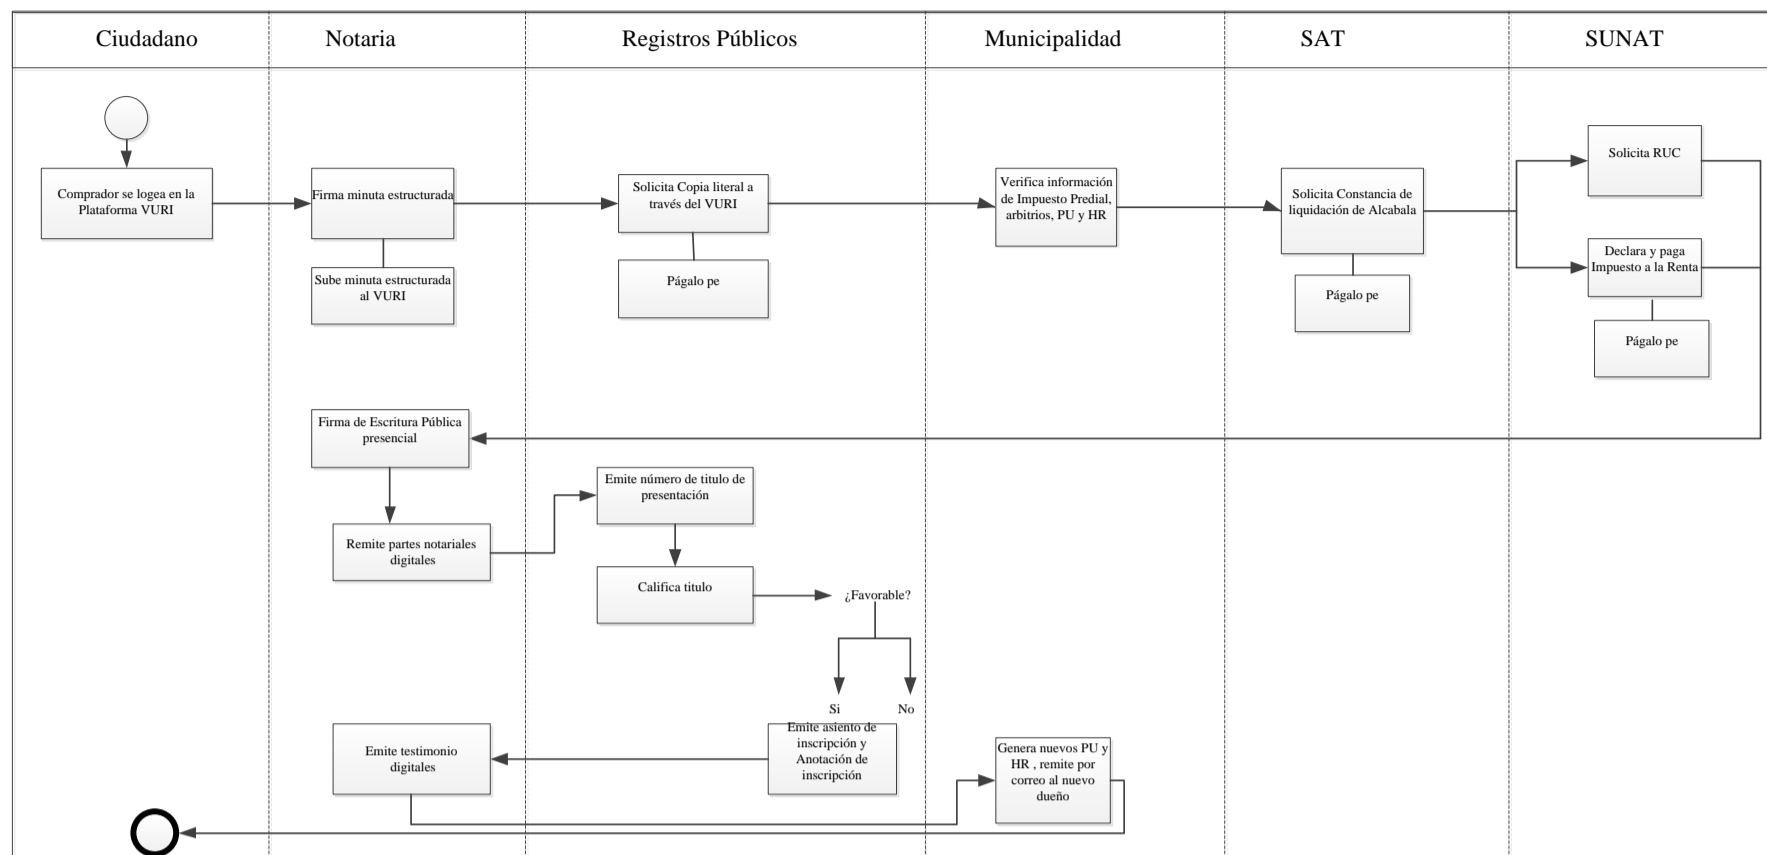 Ciudadano
Notaria
Registros Públicos
Municipalidad
SAT
SUNAT
Comprador se logea en la
Plataforma VURI
Firma minuta estructurada
Sube minuta estructurada
al VURI
Solicita Copia literal a
través del VURI
Págalo pe
Verifica información
de Impuesto Predial,
arbitrios, PU y HR
Solicita Constancia de
liquidación de Alcabala
Págalo pe
Solicita RUC
Declara y paga
Impuesto a la Renta
Págalo pe
Firma de Escritura Pública
presencial
Remite partes notariales
digitales
Emite número de titulo de
presentación
Califica titulo
¿Favorable?
Si
No
Emite asiento de
inscripción y
Anotación de
inscripción
Emite testimonio
digitales
Genera nuevos PU y
HR , remite por
correo al nuevo
dueño